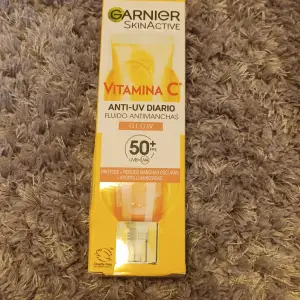 GARNIER
SKINACTIVE
VITAMINA C*
ANTI-UV DIARIO
FLUIDO ANTIMANCHAS
GLOW
50+